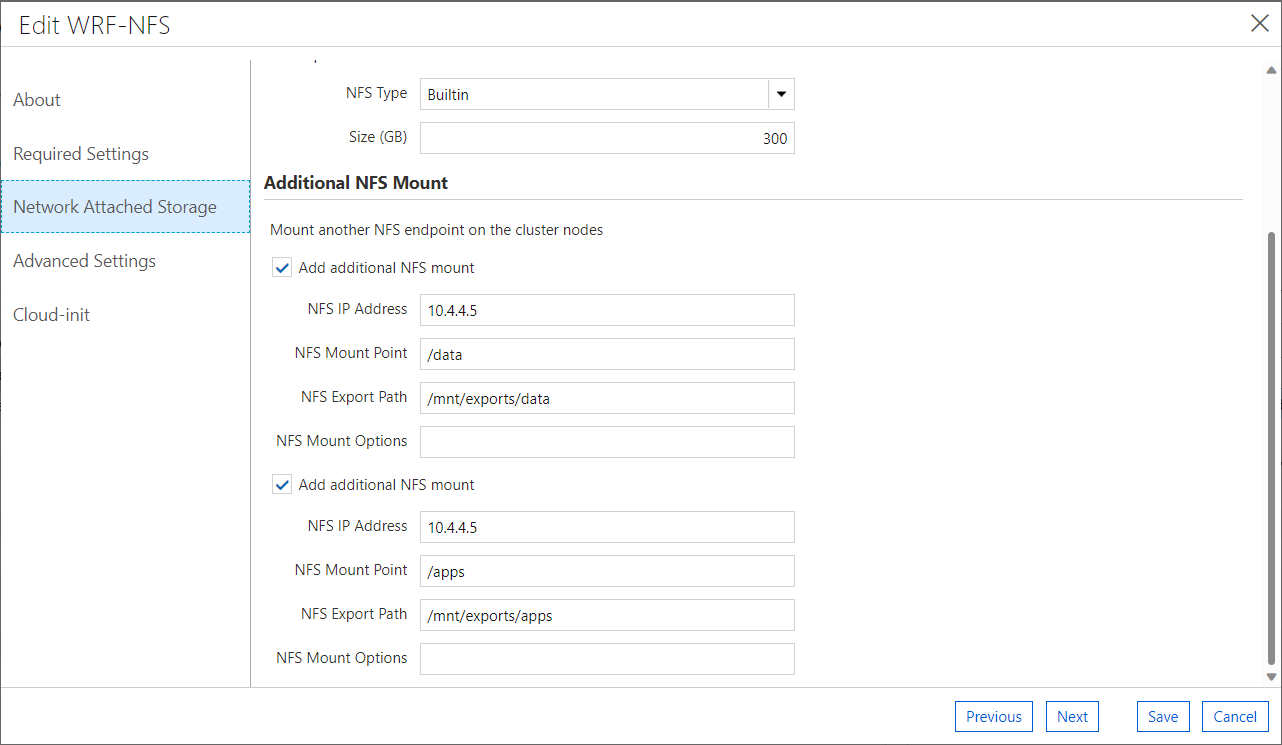 Edit WRF-NFS
About
Required Settings
Network Attached Storage
Advanced Settings
Cloud-init
NFS Type Builtin
Size (GB) 300
Additional NFS Mount
Mount another NFS endpoint on the cluster nodes
Add additional NFS mount
NFS IP Address 10.4.4.5
NFS Mount Point /data
NFS Export Path /mnt/exports/data
NFS Mount Options
Add additional NFS mount
NFS IP Address 10.4.4.5
NFS Mount Point /apps
NFS Export Path /mnt/exports/apps
NFS Mount Options
Previous Next Save Cancel